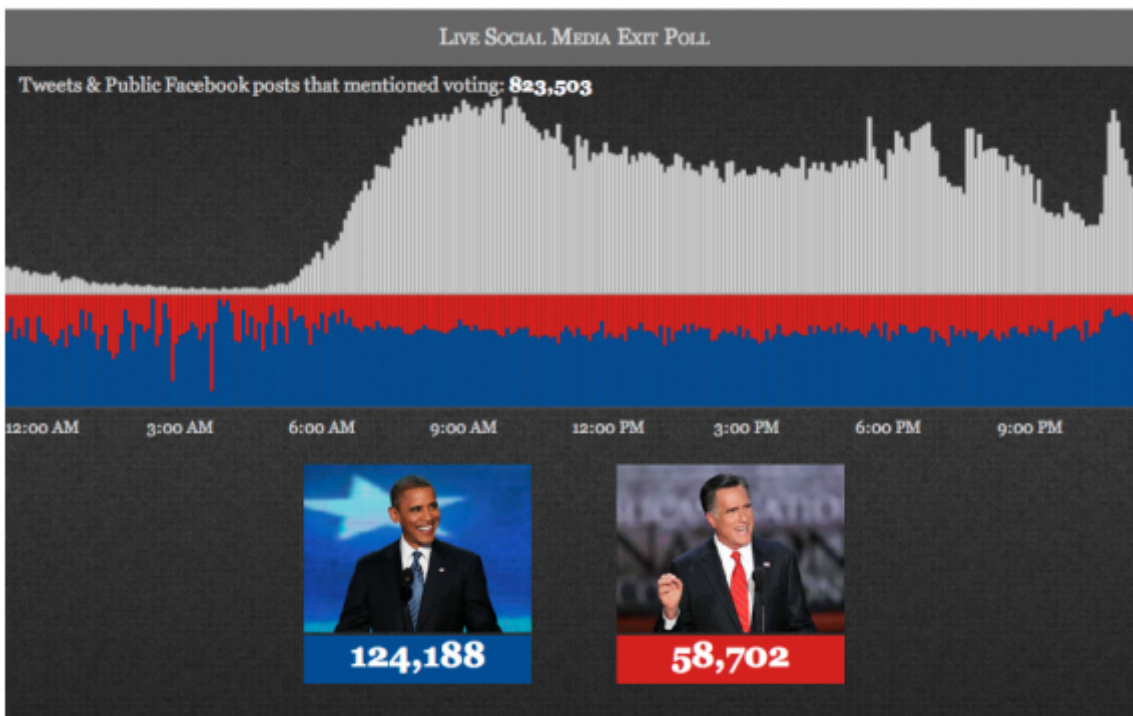 Live Social Media Exit Poll
Tweets & Public Facebook posts that mentioned voting: 823,503
12:00 AM 3:00 AM 6:00 AM 9:00 AM 12:00 PM 3:00 PM 6:00 PM 9:00 PM
124,188 58,702